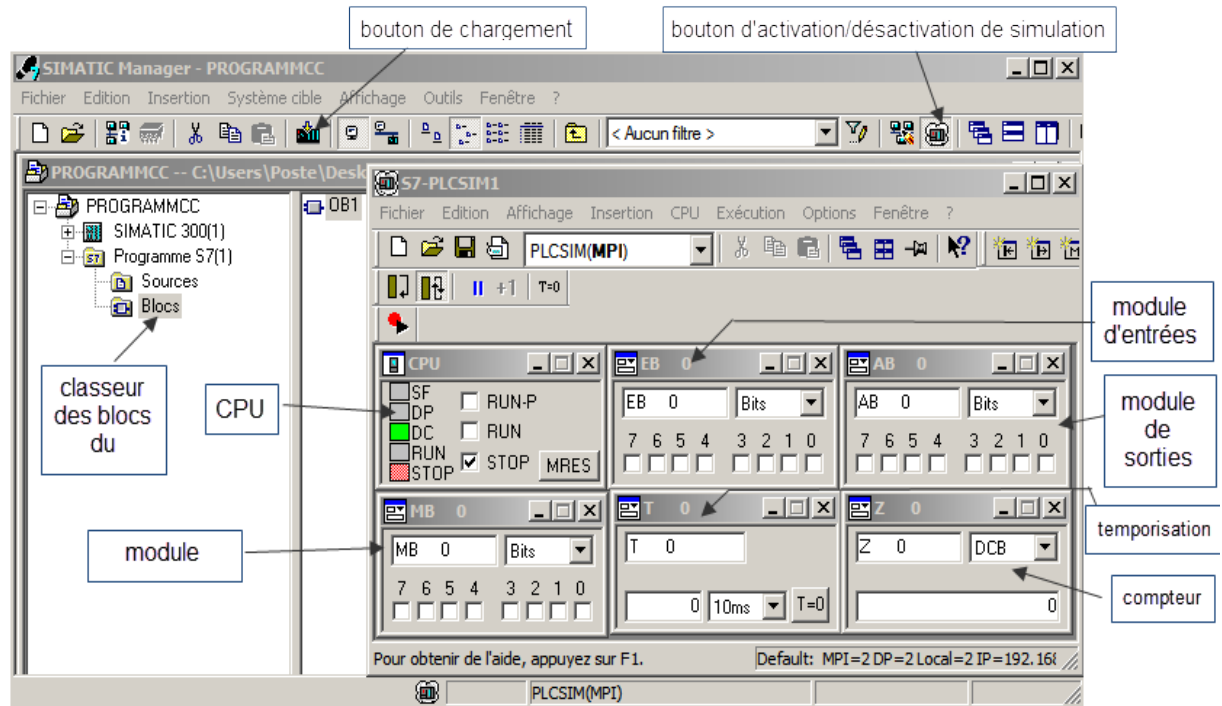 bouton de chargement
bouton d'activation/désactivation de simulation
SIMATIC Manager - PROGRAMMCC
Fichier Edition Insertion Système cible Affichage Outils Fenêtre ?
< Aucun filtre >
PROGRAMMCC -- C:\Users\Poste\Desk
PROGRAMMCC
SIMATIC 300(1)
Programme S7(1)
Sources
Blocs
OB1
classeur
des blocs
du
CPU
module
S7-PLCSIM1
Fichier Edition Affichage Insertion CPU Exécution Options Fenêtre ?
PLCSIM(MPI)
+1 T=0
CPU
SF
DP
DC
RUN
STOP
RUN-P
RUN
STOP
MRES
EB 0
EB 0 Bits
7 6 5 4 3 2 1 0
AB 0
AB 0 Bits
7 6 5 4 3 2 1 0
MB 0
MB 0 Bits
7 6 5 4 3 2 1 0
T 0
T 0
0 10ms T=0
Z 0
Z 0 DCB
0
module
d'entrées
module
de
sorties
temporisation
compteur
Pour obtenir de l'aide, appuyez sur F1.
Default: MPI=2 DP=2 Local=2 IP=192.168
PLCSIM(MPI)